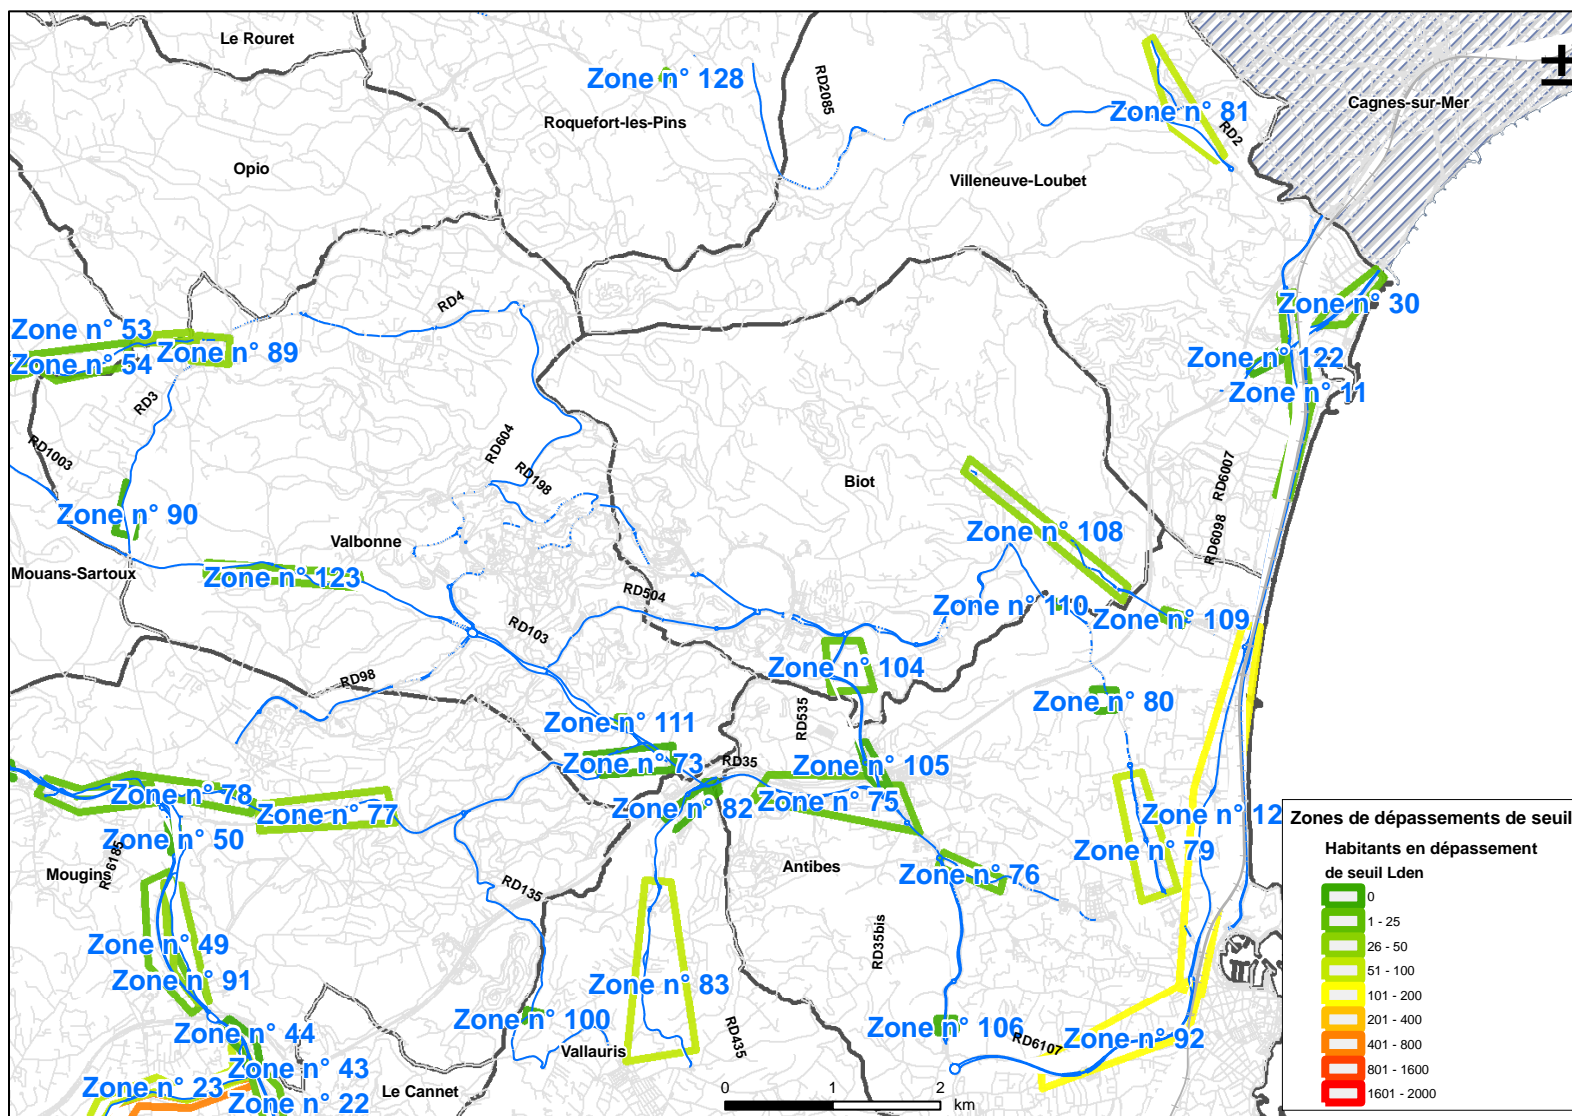 Le Rouret
Zone n° 128
RD2085
Cagnes-sur-Mer
Zone n° 81
Roquefort-les-Pins
RD2
Opio
Villeneuve-Loubet
RD4
Zone n° 30
Zone n° 53
Zone n° 89
Zone n° 54
Zone n° 122
Zone n° 11
RD3
RD604
RD1003
RD198
RD6007
Biot
Zone n° 90
Zone n° 108
Valbonne
RD6098
Mouans-Sartoux
Zone n° 123
RD504
Zone n° 110
Zone n° 109
RD103
Zone n° 104
RD98
Zone n° 80
RD535
Zone n° 111
Zone n° 73
RD35
Zone n° 105
Zone n° 78
Zone n° 75
Zone n° 82
Zone n° 77
Zone n° 12
Zone n° 50
Zone n° 79
Antibes
Mougins
Zone n° 76
RD135
RD35bis
Zone n° 49
Zone n° 91
Zone n° 83
Zone n° 100
Zone n° 106
Zone n° 44
Zone n° 92
RD435
RD6107
Vallauris
Zone n° 43
Zone n° 23
Le Cannet
Zone n° 22
0 1 2
km
Zones de dépassements de seuil
Habitants en dépassement
de seuil Lden
0
1 - 25
26 - 50
51 - 100
101 - 200
201 - 400
401 - 800
801 - 1600
1601 - 2000